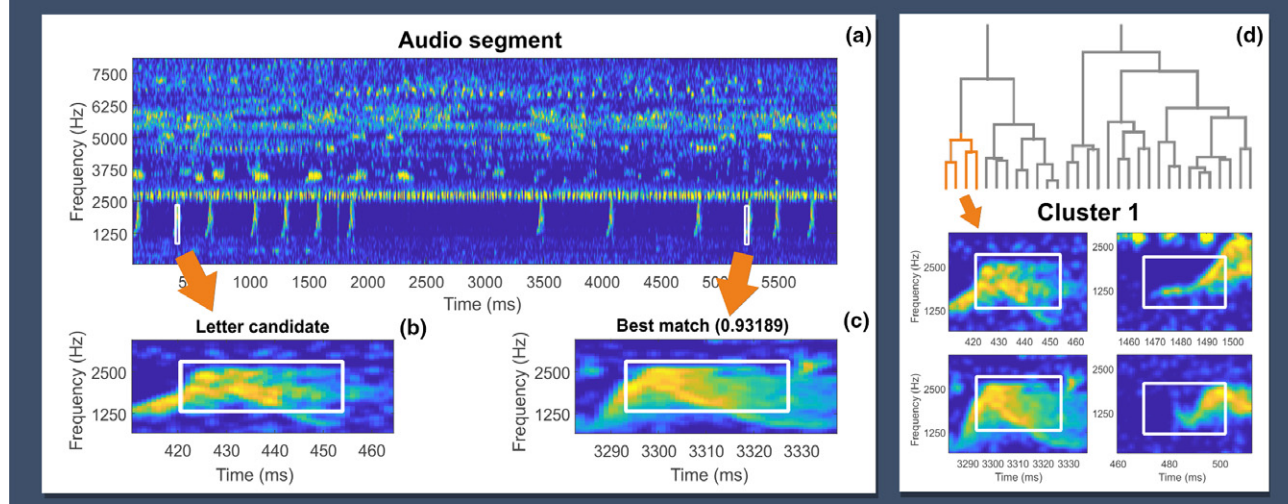 Audio segment
(a)
Frequency (Hz)
7500
6250
5000
3750
2500
1250
1000 1500 2000 2500 3000 3500 4000 4500 5500
Time (ms)
Letter candidate
(b)
Frequency (Hz)
2500
1250
420 430 440 450 460
Time (ms)
Best match (0.93189)
(c)
Frequency (Hz)
2500
1250
3290 3300 3310 3320 3330
Time (ms)
(d)
Cluster 1
Frequency (Hz)
2500
1250
420 430 440 450 460
2500
1250
1460 1470 1480 1490 1500
Frequency (Hz)
2500
1250
3290 3300 3310 3320 3330
Time (ms)
2500
1250
460 480 500
Time (ms)